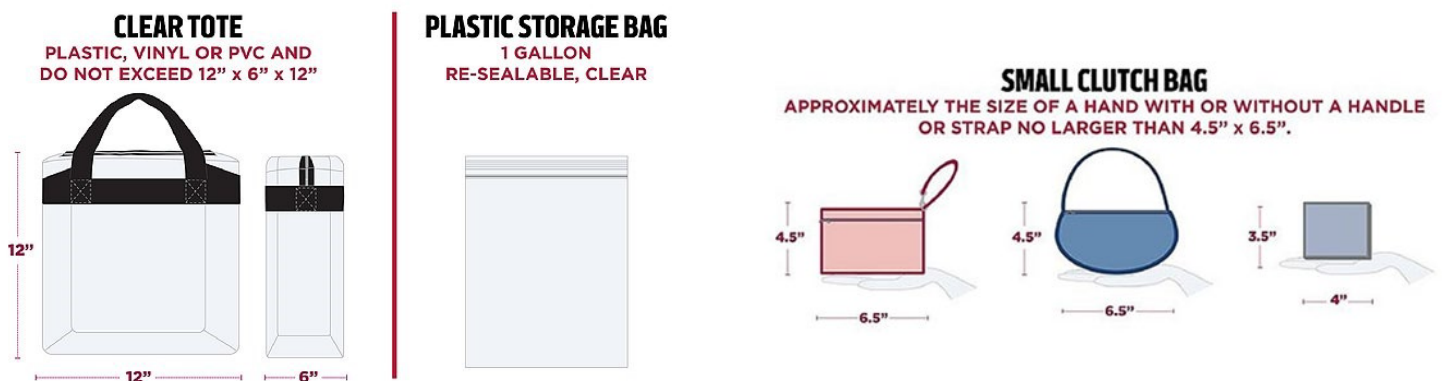 CLEAR TOTE
PLASTIC, VINYL OR PVC AND
DO NOT EXCEED 12” x 6” x 12”
12”
12”
6”
PLASTIC STORAGE BAG
1 GALLON
RE-SEALABLE, CLEAR
SMALL CLUTCH BAG
APPROXIMATELY THE SIZE OF A HAND WITH OR WITHOUT A HANDLE
OR STRAP NO LARGER THAN 4.5” x 6.5”.
4.5”
6.5”
4.5”
6.5”
3.5”
4”